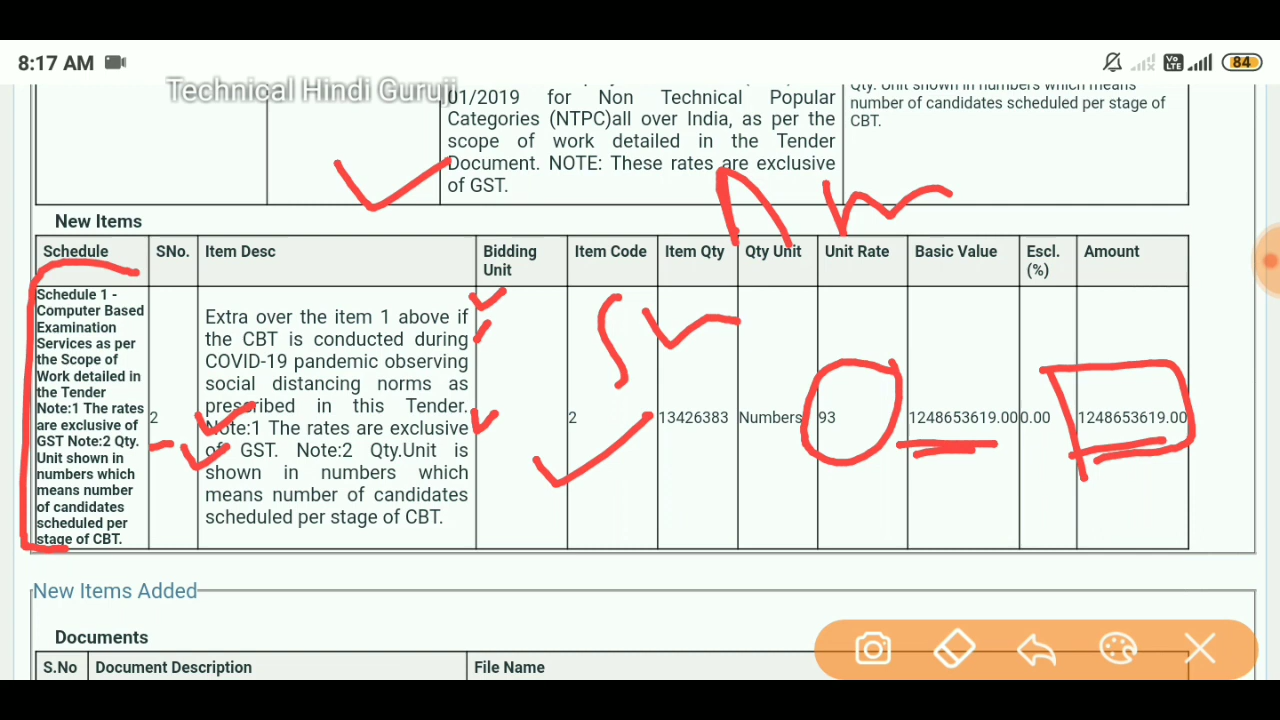 8:17 AM
84
Technical Hindi Guruji
01/2019 for Non Technical Popular
Categories (NTPC)all over India, as per the
scope of work detailed in the Tender
Document. NOTE: These rates are exclusive
of GST.
Qty. Unit shown in numbers which means
number of candidates scheduled per stage of
CBT.
New Items
Schedule SNo. Item Desc Bidding Unit Item Code Item Qty Qty Unit Unit Rate Basic Value Escl. (%) Amount
Schedule 1 -
Computer Based
Examination
Services as per
the Scope of
Work detailed in
the Tender
Note:1 The rates
are exclusive of
GST Note:2 Qty.
Unit shown in
numbers which
means number
of candidates
scheduled per
stage of CBT.
2
Extra over the item 1 above if
the CBT is conducted during
COVID-19 pandemic observing
social distancing norms as
prescribed in this Tender.
Note:1 The rates are exclusive
of GST. Note:2 Qty.Unit is
shown in numbers which
means number of candidates
scheduled per stage of CBT.
2 13426383 Numbers 93 1248653619.00 0.00 1248653619.00
New Items Added
Documents
S.No Document Description File Name